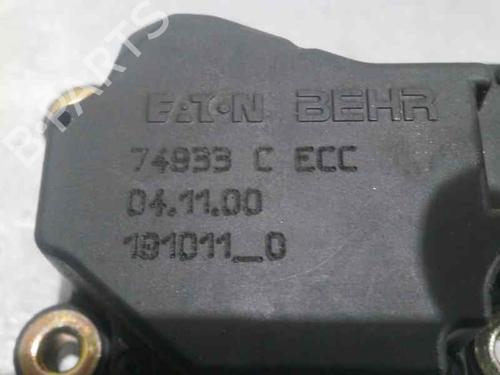 B-PARTS
EATON BEHR
74933 C ECC
04.11.00
191011_0